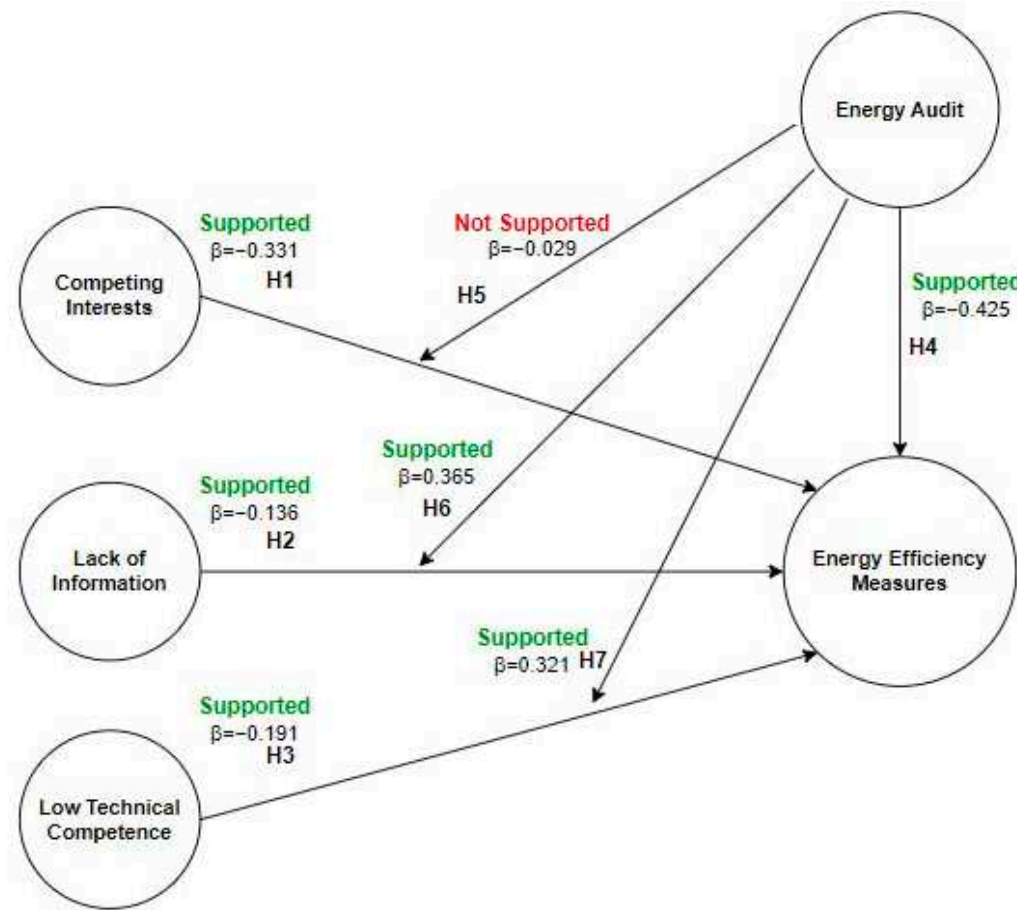 Energy Audit
Supported
β=−0.331
H1
Not Supported
β=−0.029
H5
Competing
Interests
Supported
β=−0.425
H4
Supported
β=0.365
H6
Supported
β=−0.136
H2
Lack of
Information
Energy Efficiency
Measures
Supported
β=0.321 H7
Supported
β=−0.191
H3
Low Technical
Competence